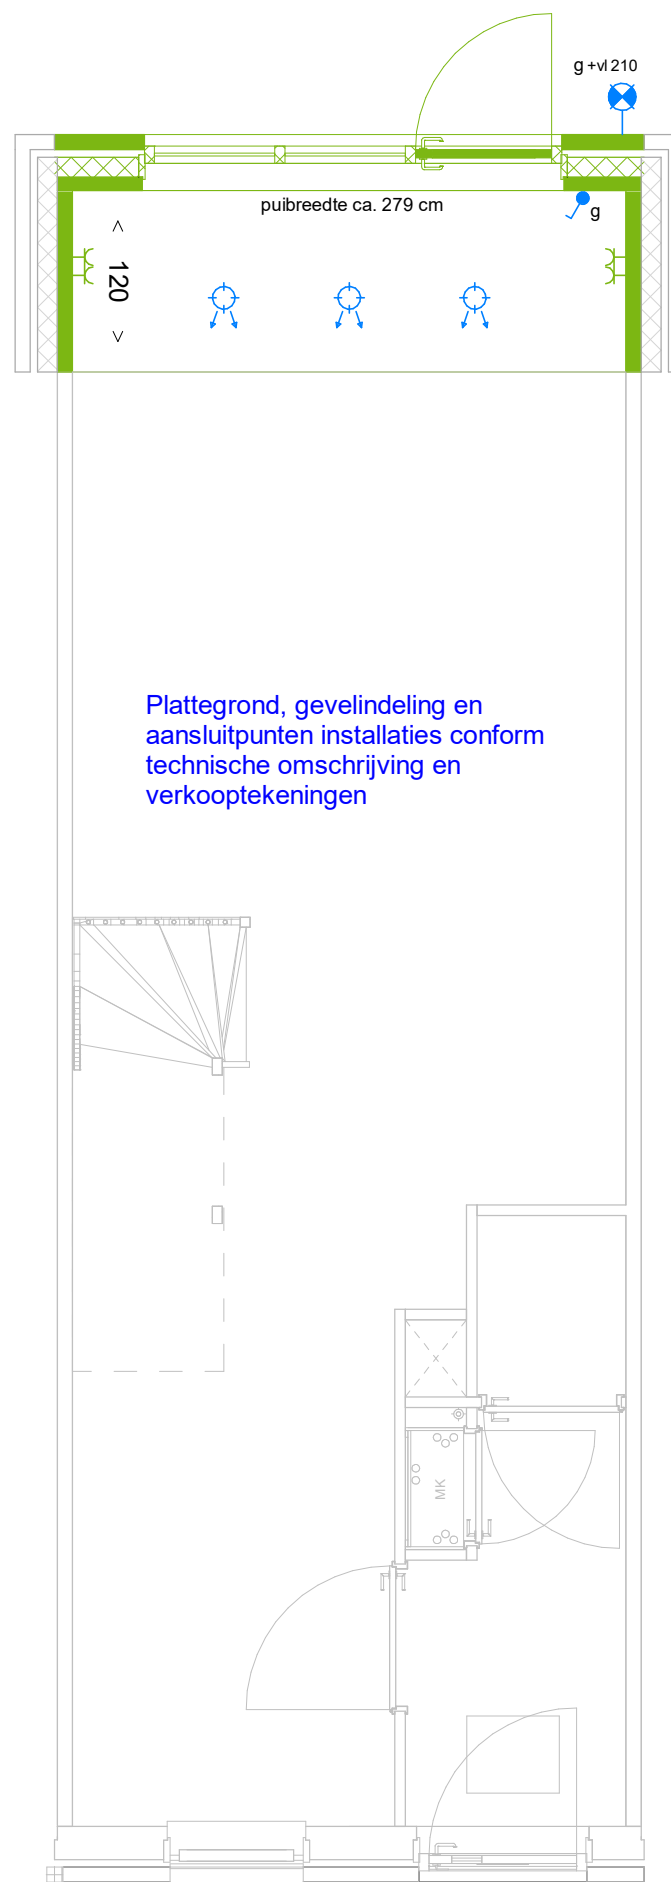 g +vl 210
puibreedte ca. 279 cm
g
< 120 >
Plattegrond, gevelindeling en
aansluitpunten installaties conform
technische omschrijving en
verkooptekeningen
MK